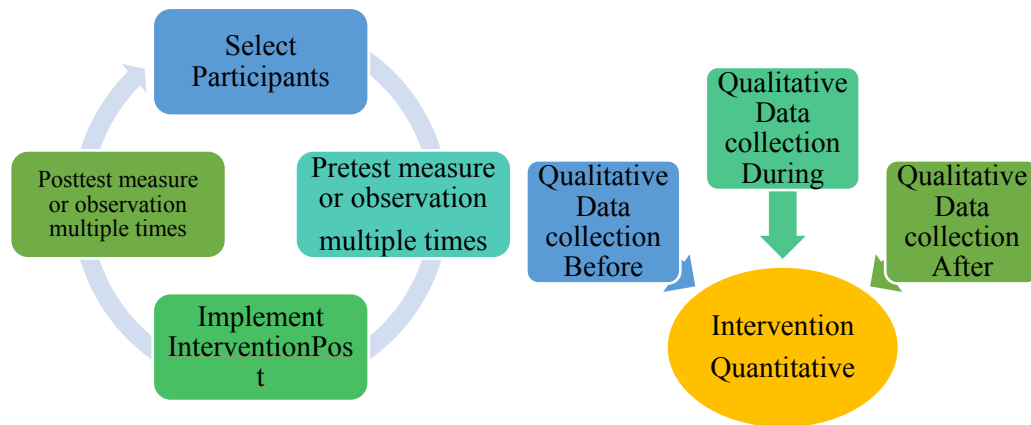 Select
Participants
Pretest measure
or observation
multiple times
Implement
InterventionPos
t
Posttest measure
or observation
multiple times
Qualitative
Data
collection
Before
Qualitative
Data
collection
During
Qualitative
Data
collection
After
Intervention
Quantitative